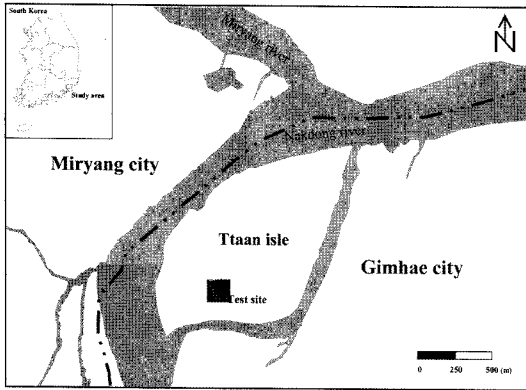 South Korea
Study area
Miryang river
N
Nakdong river
Miryang city
Ttaan isle
Gimhae city
Test site
0 250 500 (m)